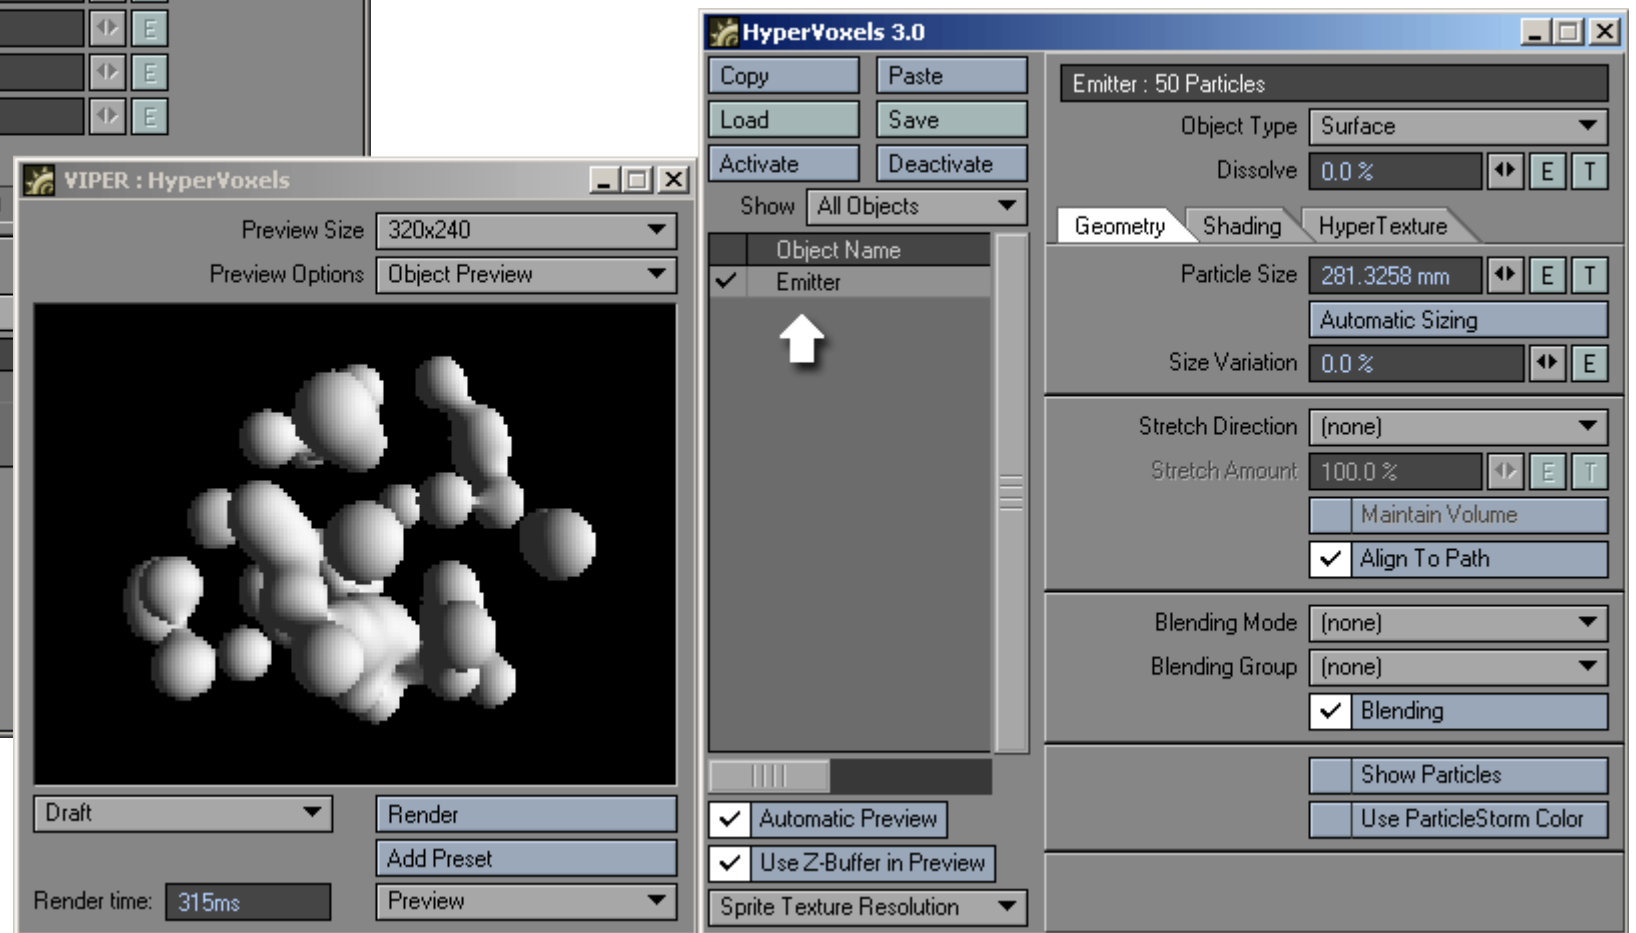 E
E
E
VIPER : HyperVoxels
Preview Size 320x240
Preview Options Object Preview
Draft
Render
Add Preset
Render time: 315ms
Preview
HyperVoxels 3.0
Copy Paste
Load Save
Activate Deactivate
Show All Objects
Object Name
Emitter
Automatic Preview
Use Z-Buffer in Preview
Sprite Texture Resolution
Emitter : 50 Particles
Object Type Surface
Dissolve 0.0 % E T
Geometry Shading HyperTexture
Particle Size 281.3258 mm E T
Automatic Sizing
Size Variation 0.0 % E
Stretch Direction (none)
Stretch Amount 100.0 % E T
Maintain Volume
Align To Path
Blending Mode (none)
Blending Group (none)
Blending
Show Particles
Use ParticleStorm Color